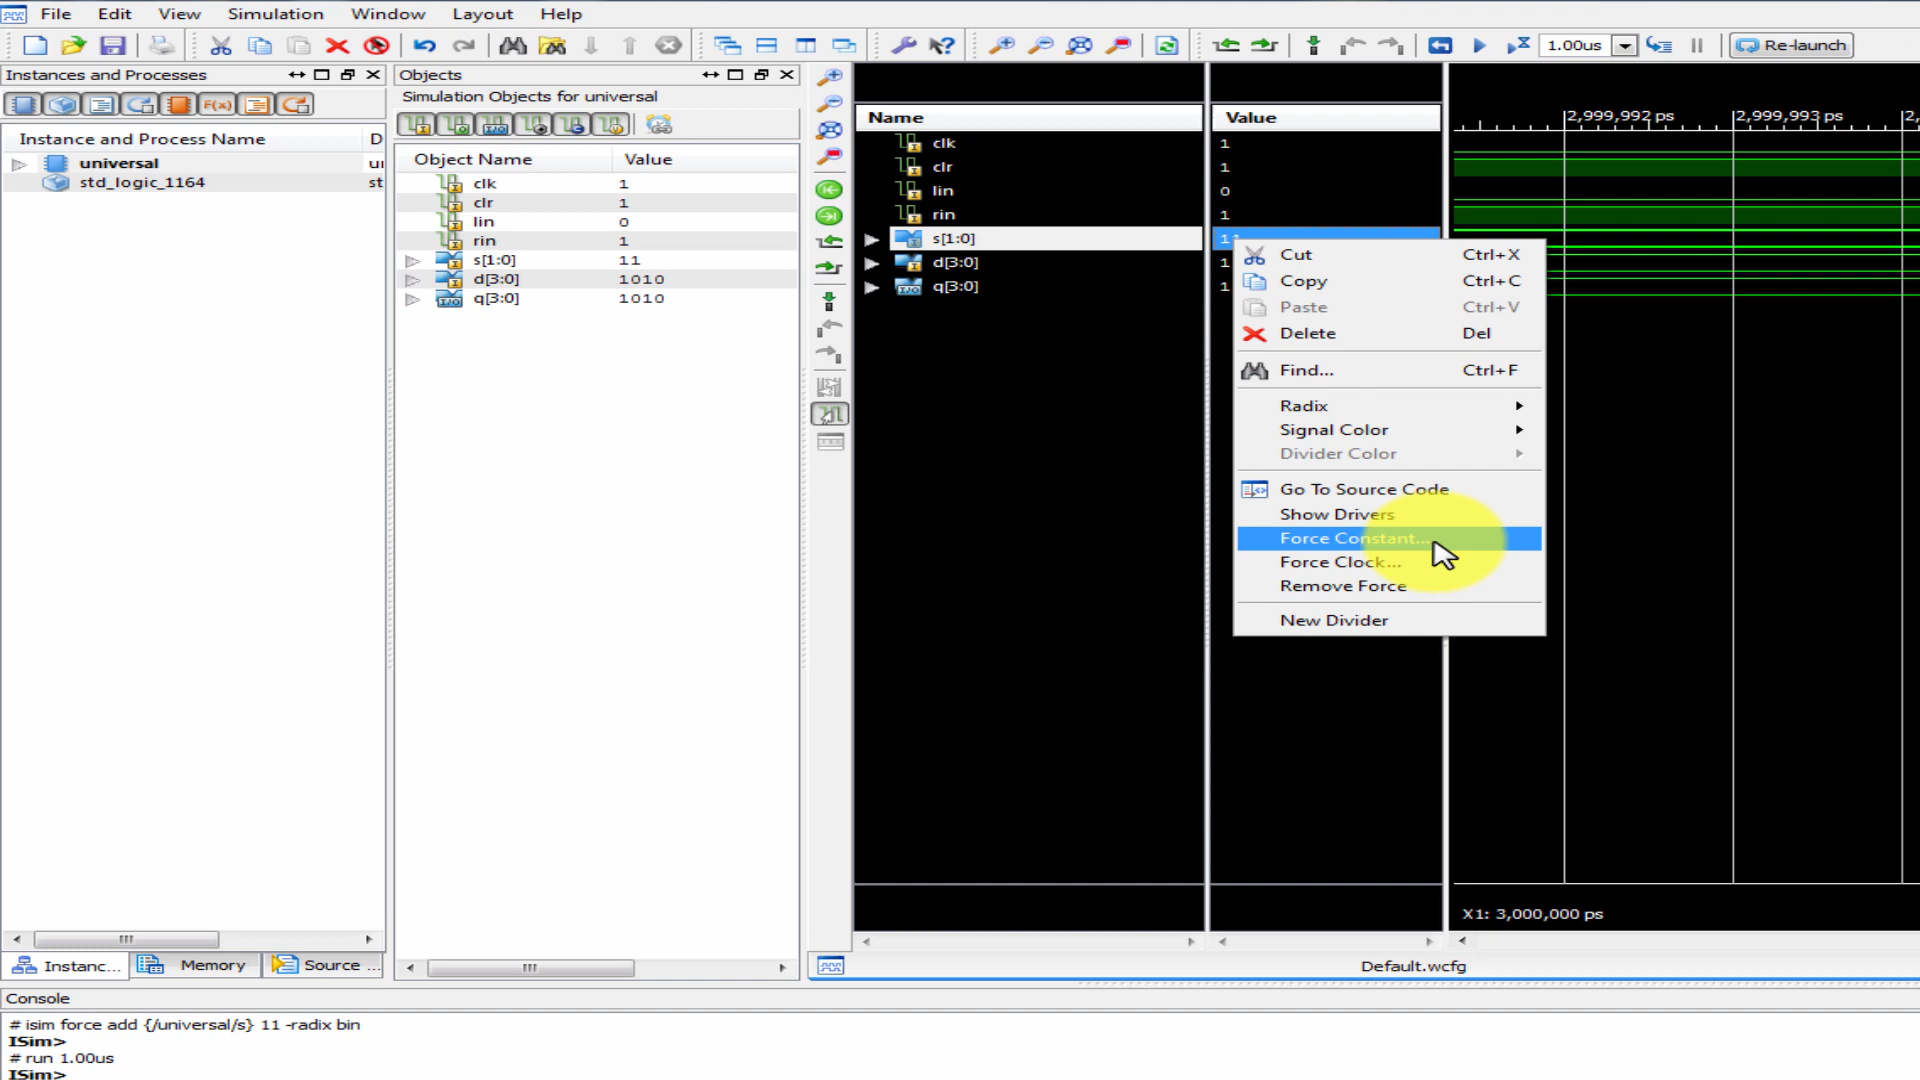 File Edit View Simulation Window Layout Help
1.00us Re-launch
Instances and Processes
Instance and Process Name D
universal
std_logic_1164 st
Objects
Simulation Objects for universal
Object Name Value
clk 1
clr 1
lin 0
rin 1
s[1:0] 11
d[3:0] 1010
q[3:0] 1010
Name Value
clk 1
clr 1
lin 0
rin 1
s[1:0]
d[3:0] 1
q[3:0] 1
2,999,992 ps 2,999,993 ps 2,
Cut Ctrl+X
Copy Ctrl+C
Paste Ctrl+V
Delete Del
Find... Ctrl+F
Radix
Signal Color
Divider Color
Go To Source Code
Show Drivers
Force Constant...
Force Clock...
Remove Force
New Divider
X1: 3,000,000 ps
Instanc... Memory Source ...
Default.wcfg
Console
# isim force add {/universal/s} 11 -radix bin
ISim>
# run 1.00us
ISim>